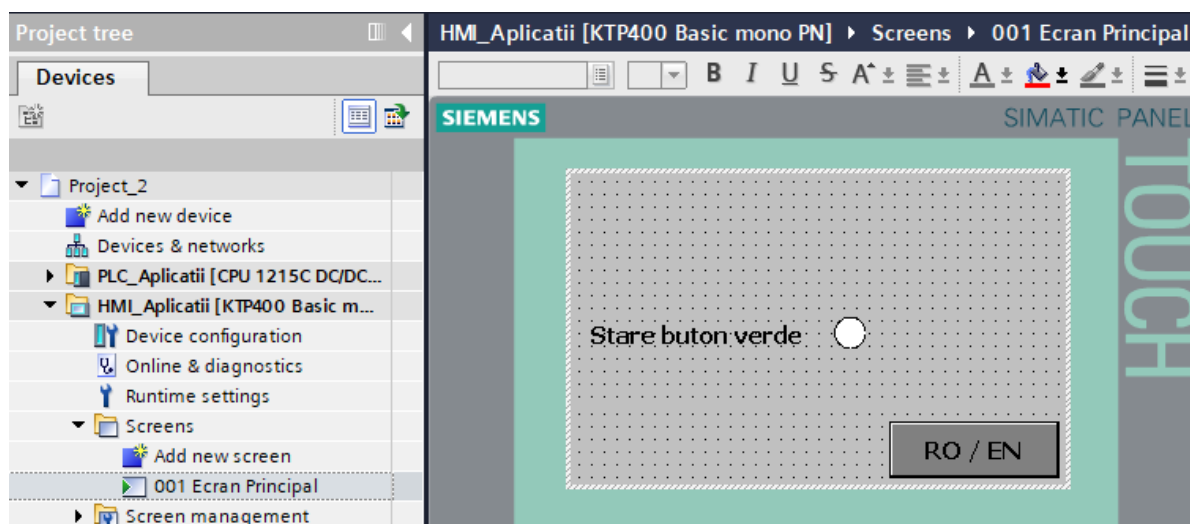 Project tree
HMI_Aplicatii [KTP400 Basic mono PN] ▸ Screens ▸ 001 Ecran Principal
Devices
B I U S A A
SIEMENS
SIMATIC PANEL
TOUCH
Project_2
Add new device
Devices & networks
PLC_Aplicatii [CPU 1215C DC/DC...
HMI_Aplicatii [KTP400 Basic m...
Device configuration
Online & diagnostics
Runtime settings
Screens
Add new screen
001 Ecran Principal
Screen management
Stare buton verde
RO / EN